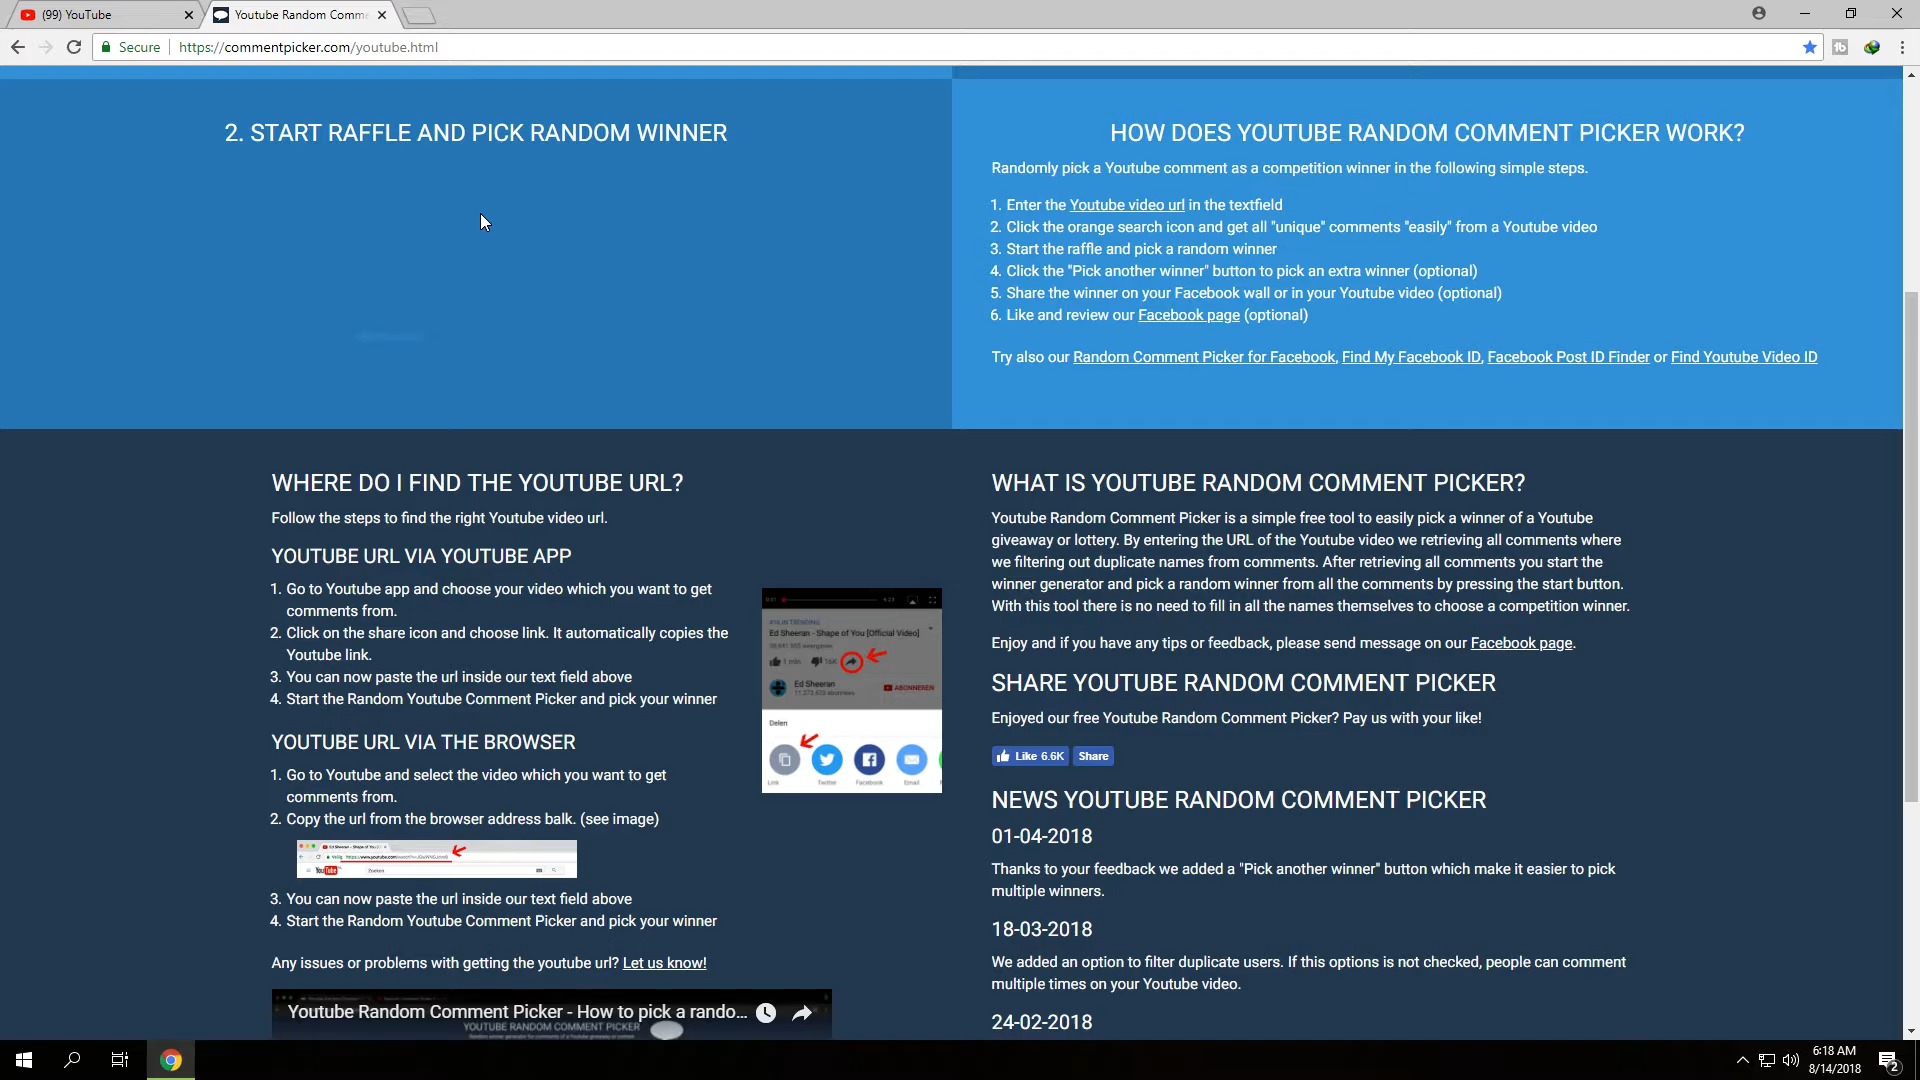 (99) YouTube
Youtube Random Comm
Secure
https://commentpicker.com/youtube.html
2. START RAFFLE AND PICK RANDOM WINNER
HOW DOES YOUTUBE RANDOM COMMENT PICKER WORK?
Randomly pick a Youtube comment as a competition winner in the following simple steps.
1. Enter the Youtube video url in the textfield
2. Click the orange search icon and get all "unique" comments "easily" from a Youtube video
3. Start the raffle and pick a random winner
4. Click the "Pick another winner" button to pick an extra winner (optional)
5. Share the winner on your Facebook wall or in your Youtube video (optional)
6. Like and review our Facebook page (optional)
Try also our Random Comment Picker for Facebook, Find My Facebook ID, Facebook Post ID Finder or Find Youtube Video ID
WHERE DO I FIND THE YOUTUBE URL?
Follow the steps to find the right Youtube video url.
YOUTUBE URL VIA YOUTUBE APP
1. Go to Youtube app and choose your video which you want to get
comments from.
2. Click on the share icon and choose link. It automatically copies the
Youtube link.
3. You can now paste the url inside our text field above
4. Start the Random Youtube Comment Picker and pick your winner
Ed Sheeran - Shape of You [Official Video]
1 mln.
16K
Ed Sheeran
ABONNEREN
Delen
Link
Twitter
Facebook
Email
YOUTUBE URL VIA THE BROWSER
1. Go to Youtube and select the video which you want to get
comments from.
2. Copy the url from the browser address balk. (see image)
YouTube
Zoeken
3. You can now paste the url inside our text field above
4. Start the Random Youtube Comment Picker and pick your winner
Any issues or problems with getting the youtube url? Let us know!
Youtube Random Comment Picker - How to pick a rando...
YOUTUBE RANDOM COMMENT PICKER
WHAT IS YOUTUBE RANDOM COMMENT PICKER?
Youtube Random Comment Picker is a simple free tool to easily pick a winner of a Youtube
giveaway or lottery. By entering the URL of the Youtube video we retrieving all comments where
we filtering out duplicate names from comments. After retrieving all comments you start the
winner generator and pick a random winner from all the comments by pressing the start button.
With this tool there is no need to fill in all the names themselves to choose a competition winner.
Enjoy and if you have any tips or feedback, please send message on our Facebook page.
SHARE YOUTUBE RANDOM COMMENT PICKER
Enjoyed our free Youtube Random Comment Picker? Pay us with your like!
Like 6.6K
Share
NEWS YOUTUBE RANDOM COMMENT PICKER
01-04-2018
Thanks to your feedback we added a "Pick another winner" button which make it easier to pick
multiple winners.
18-03-2018
We added an option to filter duplicate users. If this options is not checked, people can comment
multiple times on your Youtube video.
24-02-2018
6:18 AM
8/14/2018
2